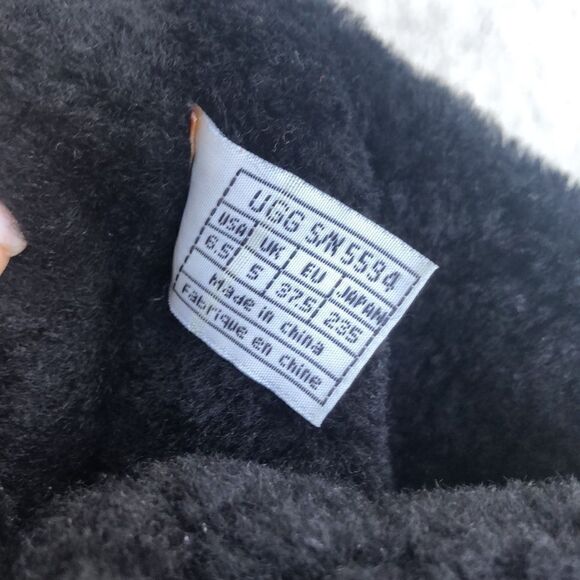 UGG S/N 5594
USA UK EU JAPAN
6.5 5 37.5 235
Made in china
Fabrique en chine